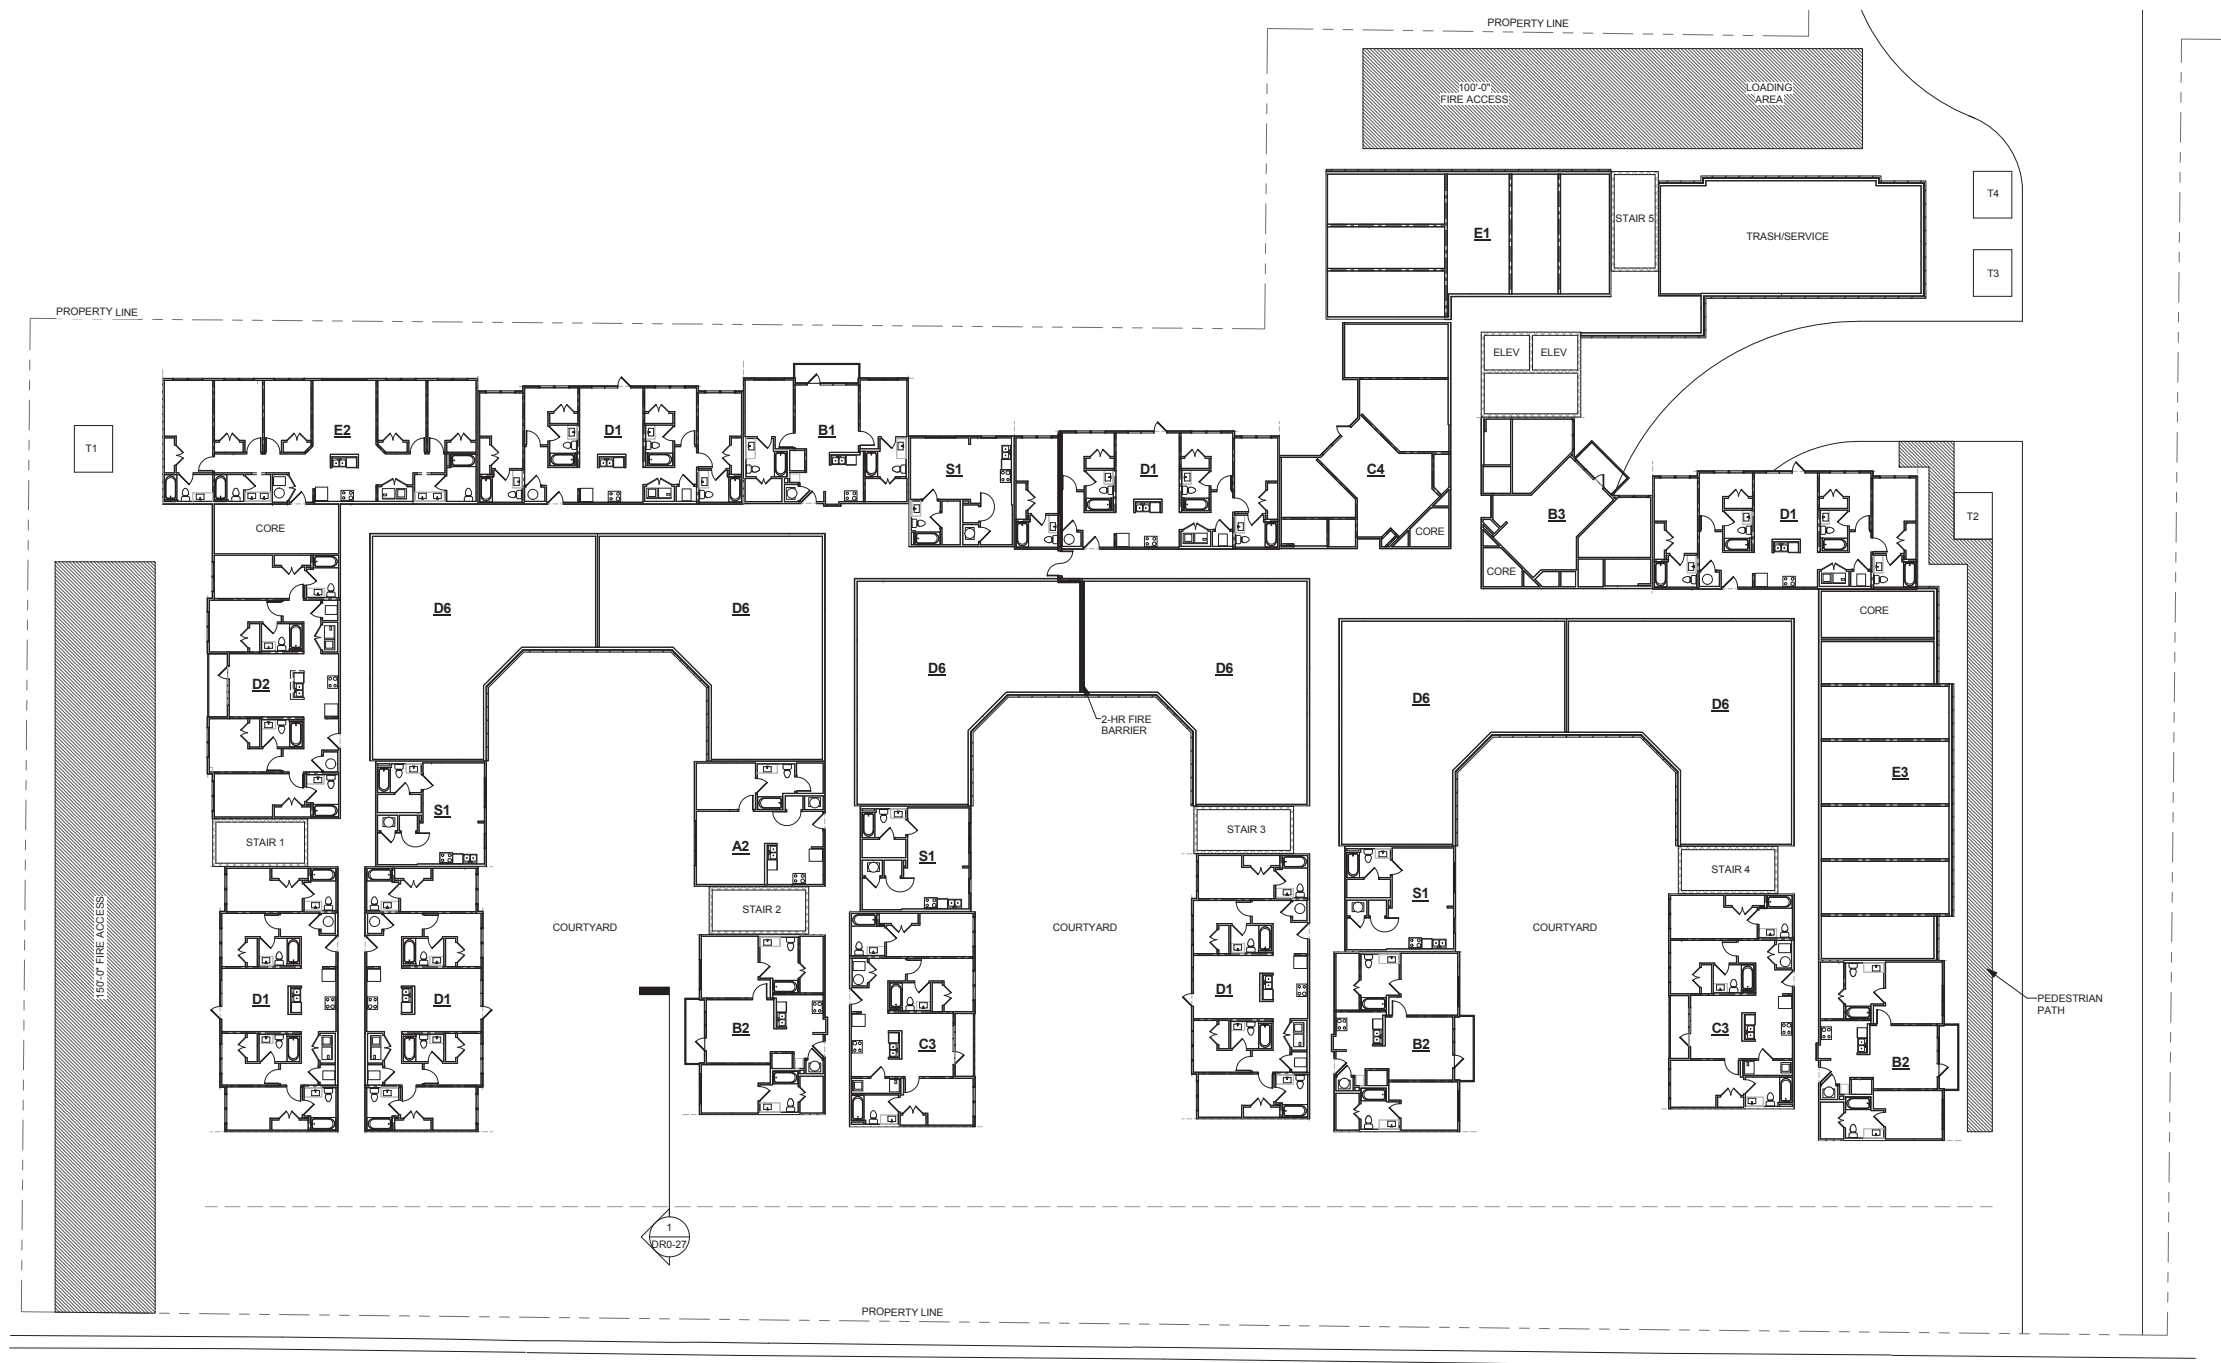 PROPERTY LINE
100'-0"
FIRE ACCESS
LOADING
AREA
T4
STAIR 5
E1
TRASH/SERVICE
T3
PROPERTY LINE
ELEV
ELEV
E2
D1
B1
T1
S1
D1
C4
B3
D1
T2
CORE
CORE
CORE
CORE
D6
D6
D6
D6
D6
D6
D2
2-HR FIRE
BARRIER
E3
S1
STAIR 1
A2
STAIR 3
S1
STAIR 4
S1
STAIR 2
COURTYARD
COURTYARD
COURTYARD
150'-0" FIRE ACCESS
D1
D1
D1
PEDESTRIAN
PATH
B2
C3
B2
C3
B2
1
DR0-27
PROPERTY LINE